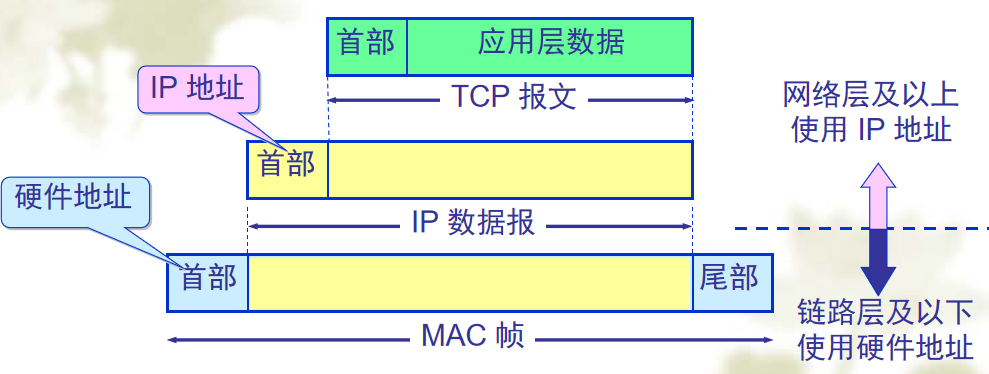 首部
应用层数据
IP 地址
TCP 报文
网络层及以上
使用 IP 地址
首部
硬件地址
IP 数据报
首部
尾部
链路层及以下
使用硬件地址
MAC 帧